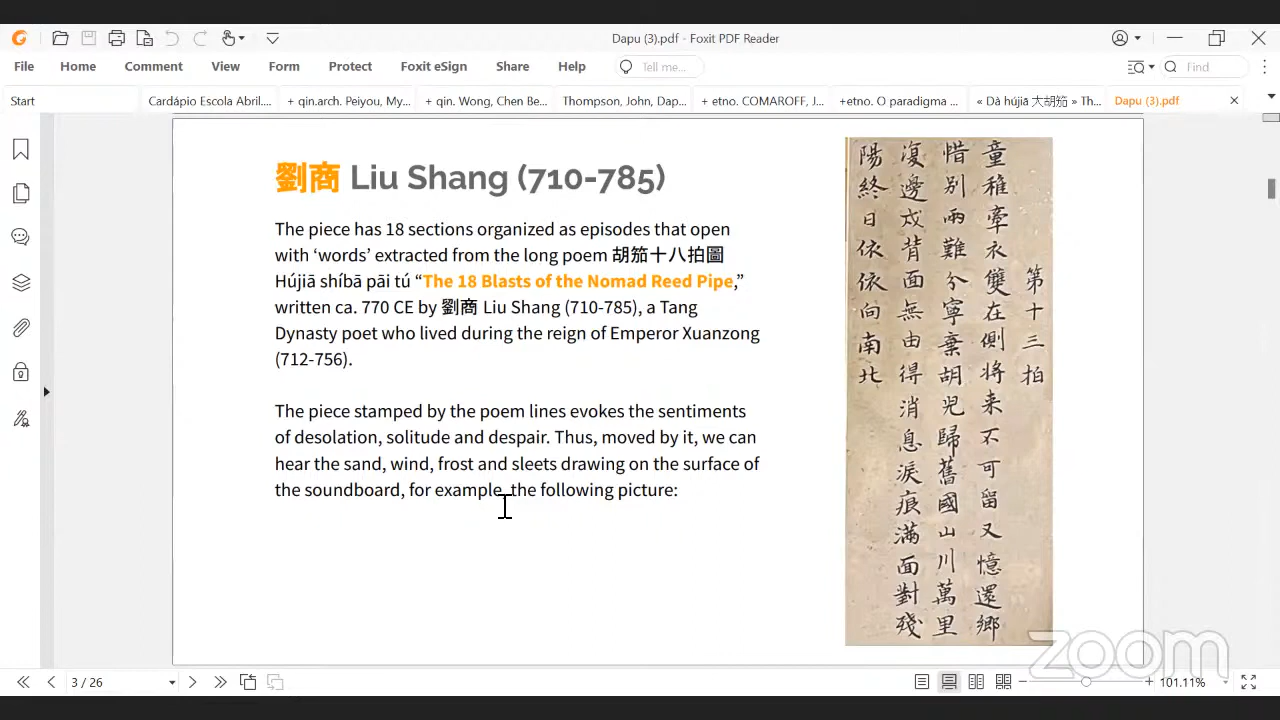 Dapu (3).pdf - Foxit PDF Reader
File Home Comment View Form Protect Foxit eSign Share Help Tell me... Find
Start Cardápio Escola Abril.... + qin.arch. Peiyou, My... + qin. Wong, Chen Be... Thompson, John, Dap... + etno. COMAROFF, J... +etno. O paradigma ... « Dà hújiā 大胡笳 » Th... Dapu (3).pdf
劉商 Liu Shang (710-785)
The piece has 18 sections organized as episodes that open
with ‘words’ extracted from the long poem 胡笳十八拍圖
Hújiā shíbā pāi tú “The 18 Blasts of the Nomad Reed Pipe,”
written ca. 770 CE by 劉商 Liu Shang (710-785), a Tang
Dynasty poet who lived during the reign of Emperor Xuanzong
(712-756).
The piece stamped by the poem lines evokes the sentiments
of desolation, solitude and despair. Thus, moved by it, we can
hear the sand, wind, frost and sleets drawing on the surface of
the soundboard, for example, the following picture:
第十三拍
童稚牽衣雙在側將来不可留又憶還鄉
惜别兩難分寧棄胡児歸舊國山川萬里
復邊戍背面無由得消息淚痕滿面對殘
陽終日依依向南北
zoom
3 / 26
101.11%